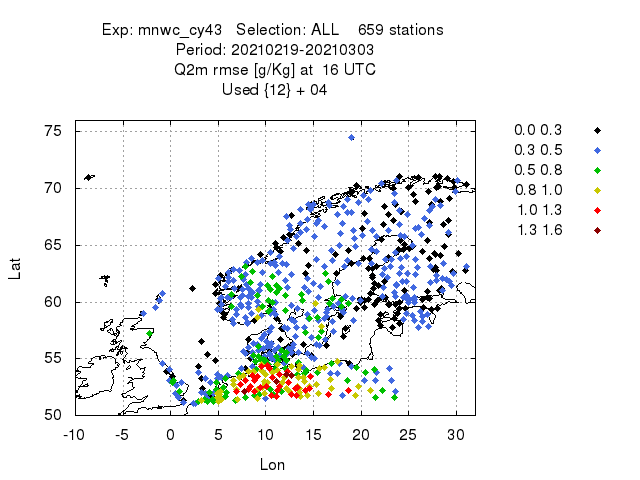 Exp: mnwc_cy43   Selection: ALL    659 stations
Period: 20210219-20210303
Q2m rmse [g/Kg] at  16 UTC
Used {12} + 04
75
70
65
60
55
50
Lat
-10 -5 0 5 10 15 20 25 30
Lon
0.0 0.3
0.3 0.5
0.5 0.8
0.8 1.0
1.0 1.3
1.3 1.6